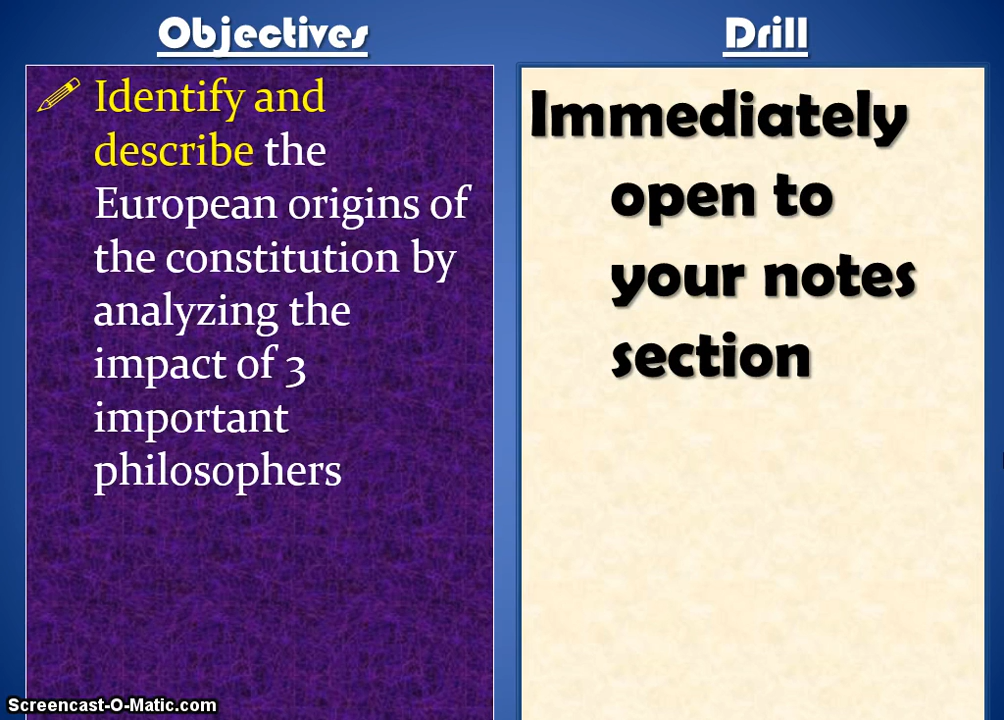 Objectives
Identify and
describe the
European origins of
the constitution by
analyzing the
impact of 3
important
philosophers
Drill
Immediately
open to
your notes
section
Screencast-O-Matic.com